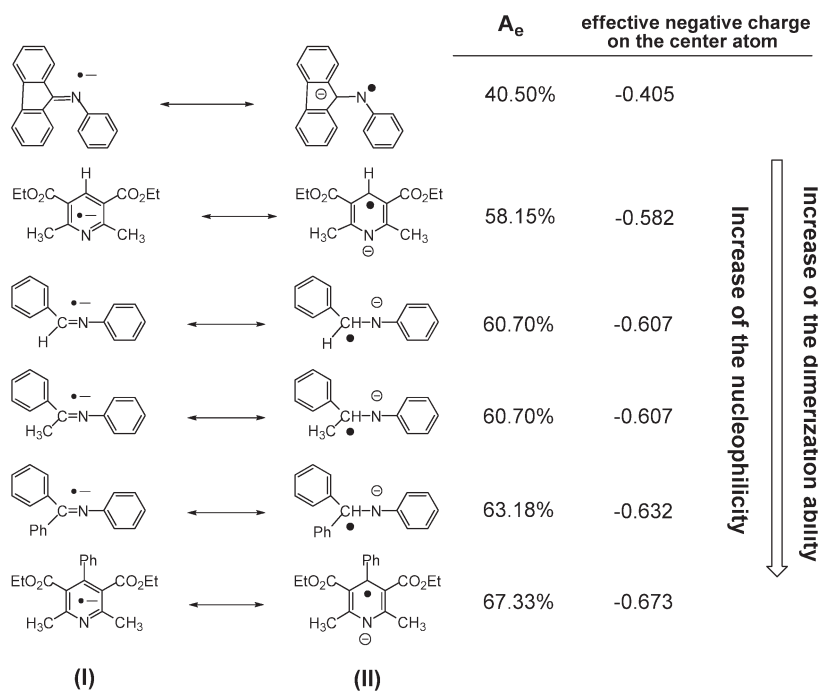 Ae effective negative charge
on the center atom
N N
40.50% -0.405
H H
EtO2C CO2Et EtO2C CO2Et
58.15% -0.582
H3C N CH3 H3C N CH3
C=N CH-N
H H
60.70% -0.607
C=N CH-N
H3C H3C
60.70% -0.607
C=N CH-N
Ph Ph
63.18% -0.632
Ph Ph
EtO2C CO2Et EtO2C CO2Et
67.33% -0.673
H3C N CH3 H3C N CH3
(I) (II)
Increase of the nucleophilicity
Increase of the dimerization ability